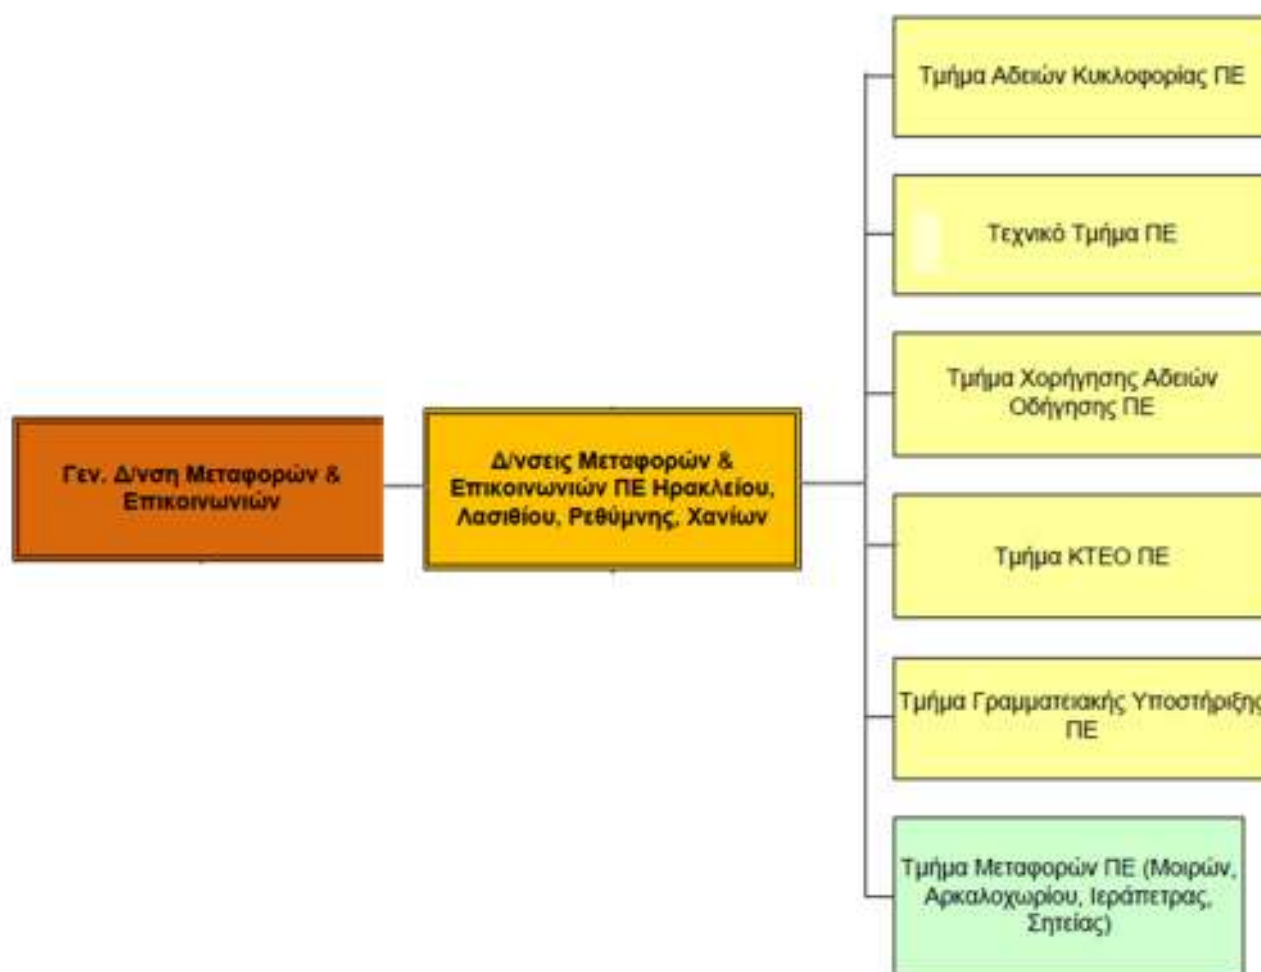 Γεν. Δ/νση Μεταφορών &
Επικοινωνιών
Δ/νσεις Μεταφορών &
Επικοινωνιών ΠΕ Ηρακλείου,
Λασιθίου, Ρεθύμνης, Χανίων
Τμήμα Αδειών Κυκλοφορίας ΠΕ
Τεχνικό Τμήμα ΠΕ
Τμήμα Χορήγησης Αδειών
Οδήγησης ΠΕ
Τμήμα ΚΤΕΟ ΠΕ
Τμήμα Γραμματειακής Υποστήριξης
ΠΕ
Τμήμα Μεταφορών ΠΕ (Μοιρών,
Αρκαλοχωρίου, Ιεράπετρας,
Σητείας)